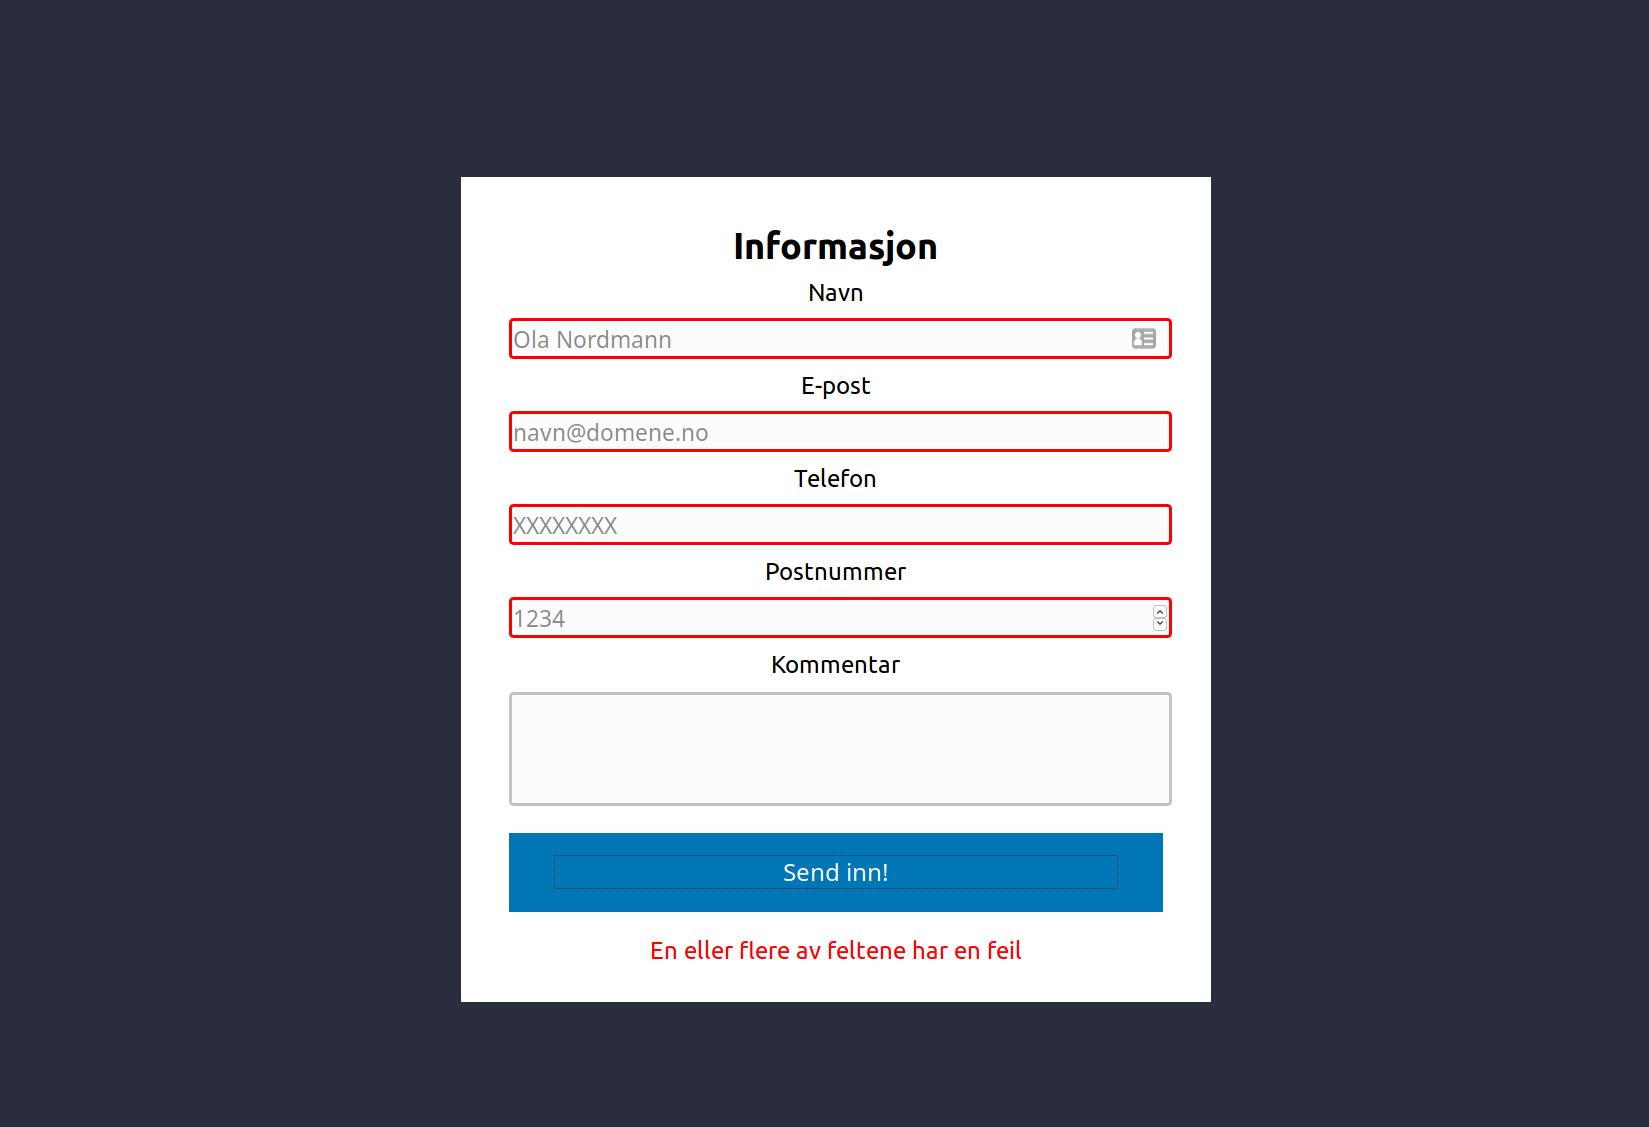 Informasjon
Navn
Ola Nordmann
E-post
navn@domene.no
Telefon
XXXXXXXX
Postnummer
1234
Kommentar
Send inn!
En eller flere av feltene har en feil